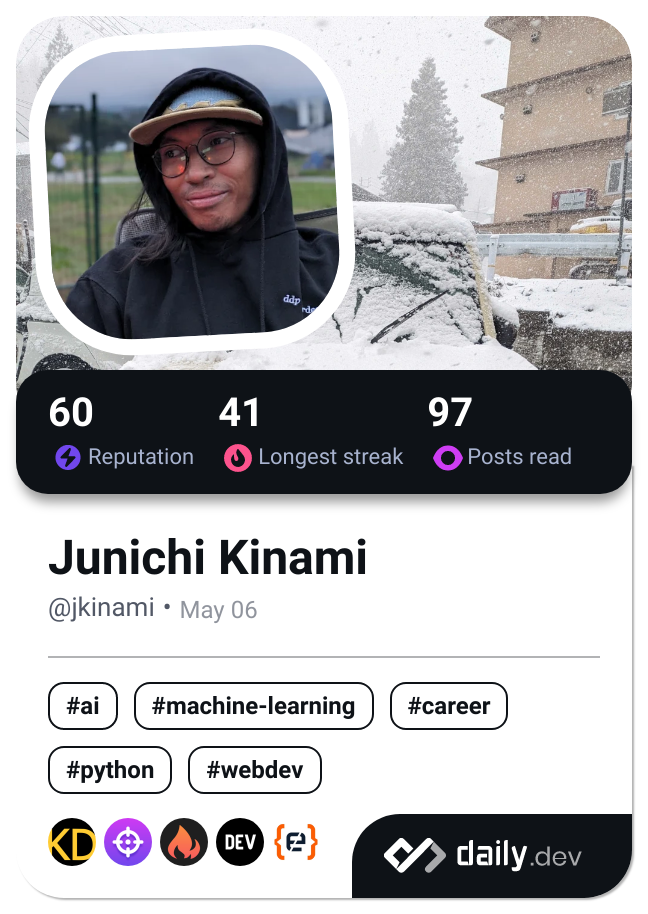 ddp
60
41
97
Reputation
Longest streak
Posts read
Junichi Kinami
@jkinami • May 06
#ai
#machine-learning
#career
#python
#webdev
KD
DEV
daily.dev